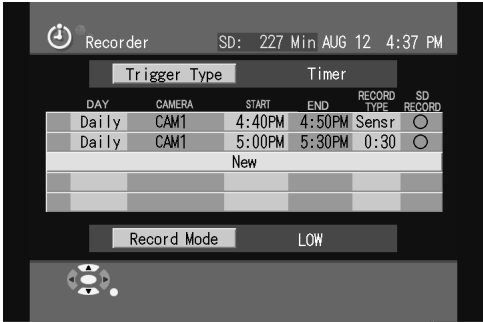 Recorder SD: 227 Min AUG 12 4:37 PM
Trigger Type Timer
DAY CAMERA START END RECORD TYPE SD RECORD
Daily CAM1 4:40PM 4:50PM Sensr ○
Daily CAM1 5:00PM 5:30PM 0:30 ○
New
Record Mode LOW